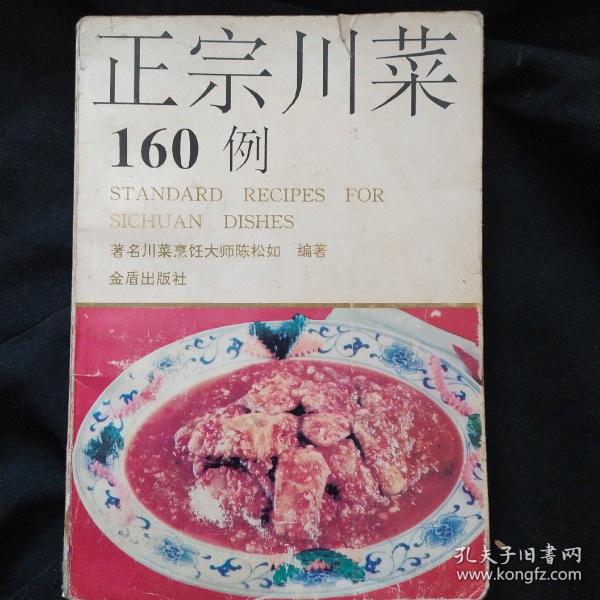 正宗川菜
160 例
STANDARD RECIPES FOR
SICHUAN DISHES
著名川菜烹饪大师陈松如 编著
金盾出版社
孔夫子旧书网
www.kongfz.com